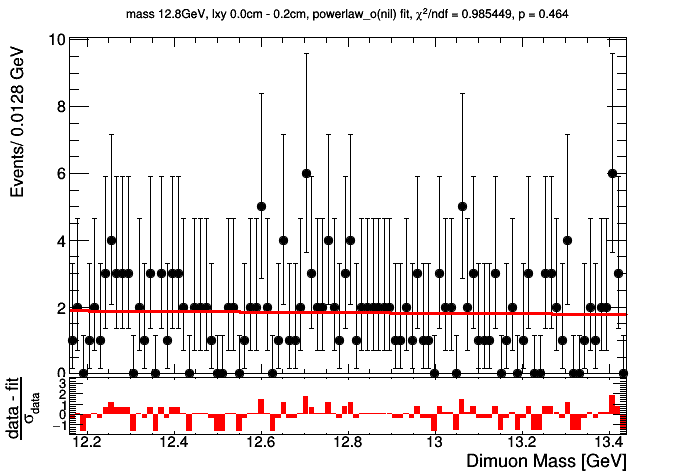 mass 12.8GeV, lxy 0.0cm - 0.2cm, powerlaw_o(nil) fit, χ²/ndf = 0.985449, p = 0.464
Events/ 0.0128 GeV
10
8
6
4
2
0
data - fit
σdata
3
2
1
0
−1
12.2 12.4 12.6 12.8 13 13.2 13.4
Dimuon Mass [GeV]